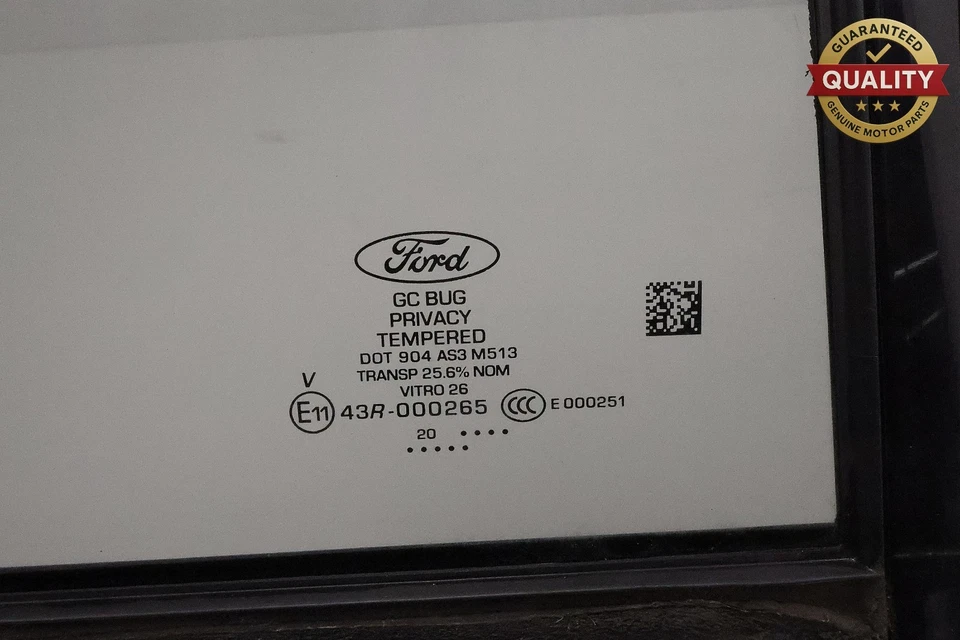 GUARANTEED
QUALITY
GENUINE MOTOR PARTS
Ford
GC BUG
PRIVACY
TEMPERED
DOT 904 AS3 M513
TRANSP 25.6% NOM
VITRO 26
V
E11 43R-000265 CCC E000251
20